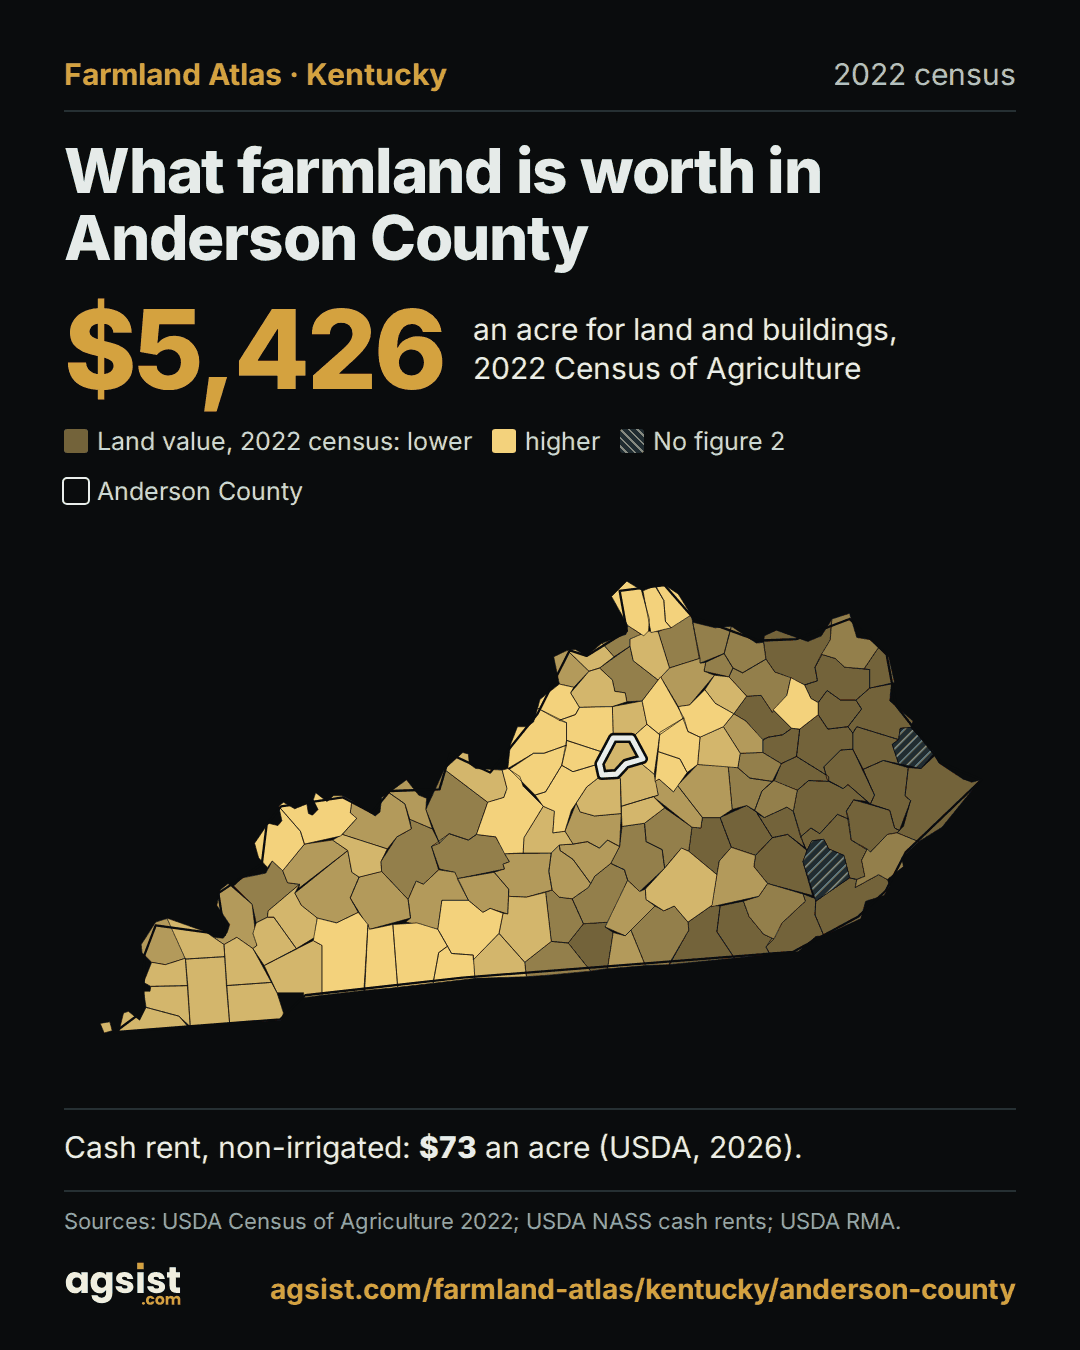 Farmland Atlas · Kentucky
2022 census
What farmland is worth in
Anderson County
$5,426
an acre for land and buildings,
2022 Census of Agriculture
Land value, 2022 census: lower
higher
No figure 2
Anderson County
Cash rent, non-irrigated: $73 an acre (USDA, 2026).
Sources: USDA Census of Agriculture 2022; USDA NASS cash rents; USDA RMA.
agsist
.com
agsist.com/farmland-atlas/kentucky/anderson-county